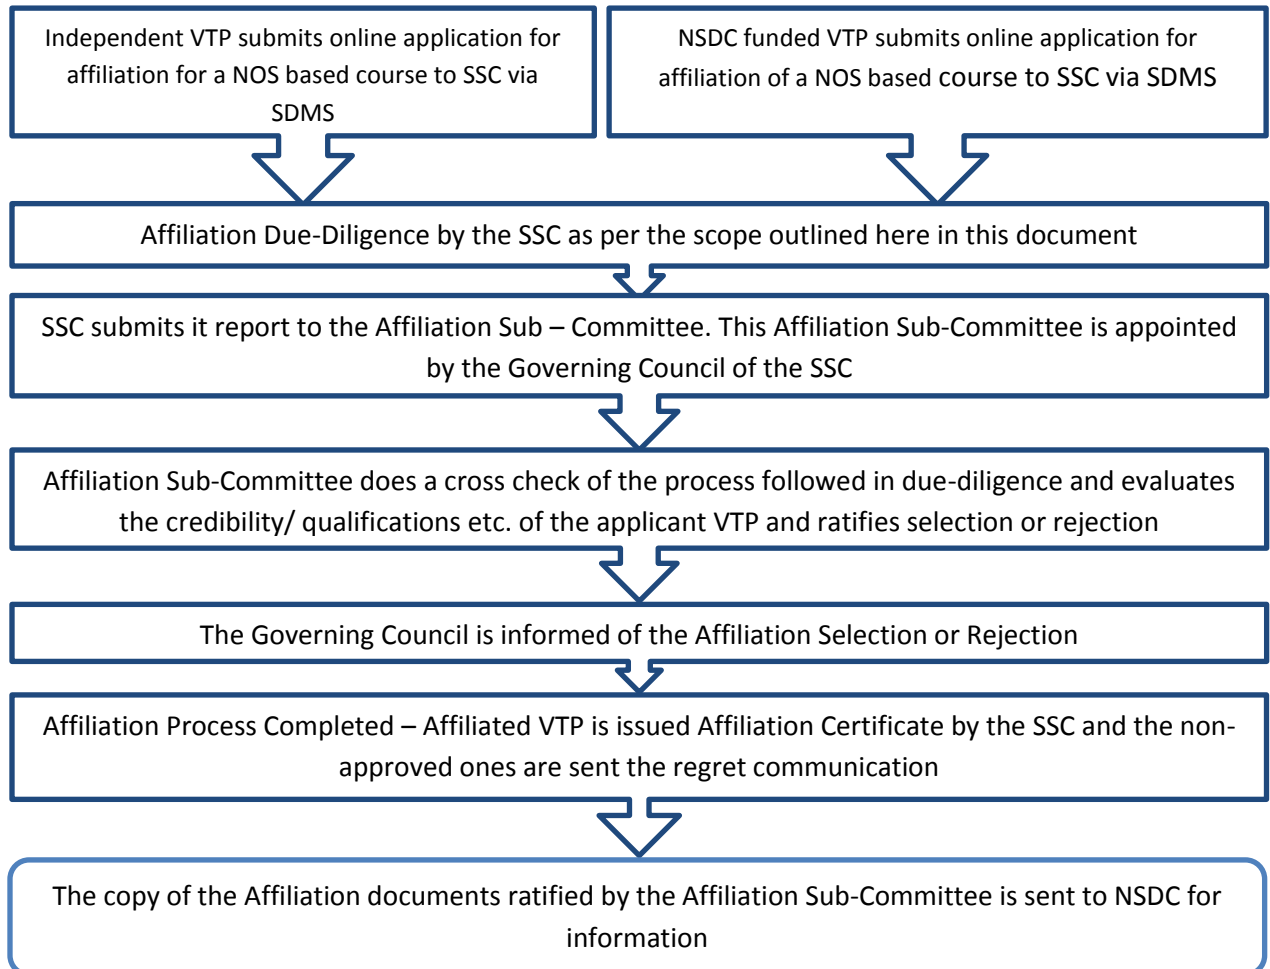 Independent VTP submits online application for
affiliation for a NOS based course to SSC via
SDMS
NSDC funded VTP submits online application for
affiliation of a NOS based course to SSC via SDMS
Affiliation Due-Diligence by the SSC as per the scope outlined here in this document
SSC submits it report to the Affiliation Sub – Committee. This Affiliation Sub-Committee is appointed
by the Governing Council of the SSC
Affiliation Sub-Committee does a cross check of the process followed in due-diligence and evaluates
the credibility/ qualifications etc. of the applicant VTP and ratifies selection or rejection
The Governing Council is informed of the Affiliation Selection or Rejection
Affiliation Process Completed – Affiliated VTP is issued Affiliation Certificate by the SSC and the non-
approved ones are sent the regret communication
The copy of the Affiliation documents ratified by the Affiliation Sub-Committee is sent to NSDC for
information